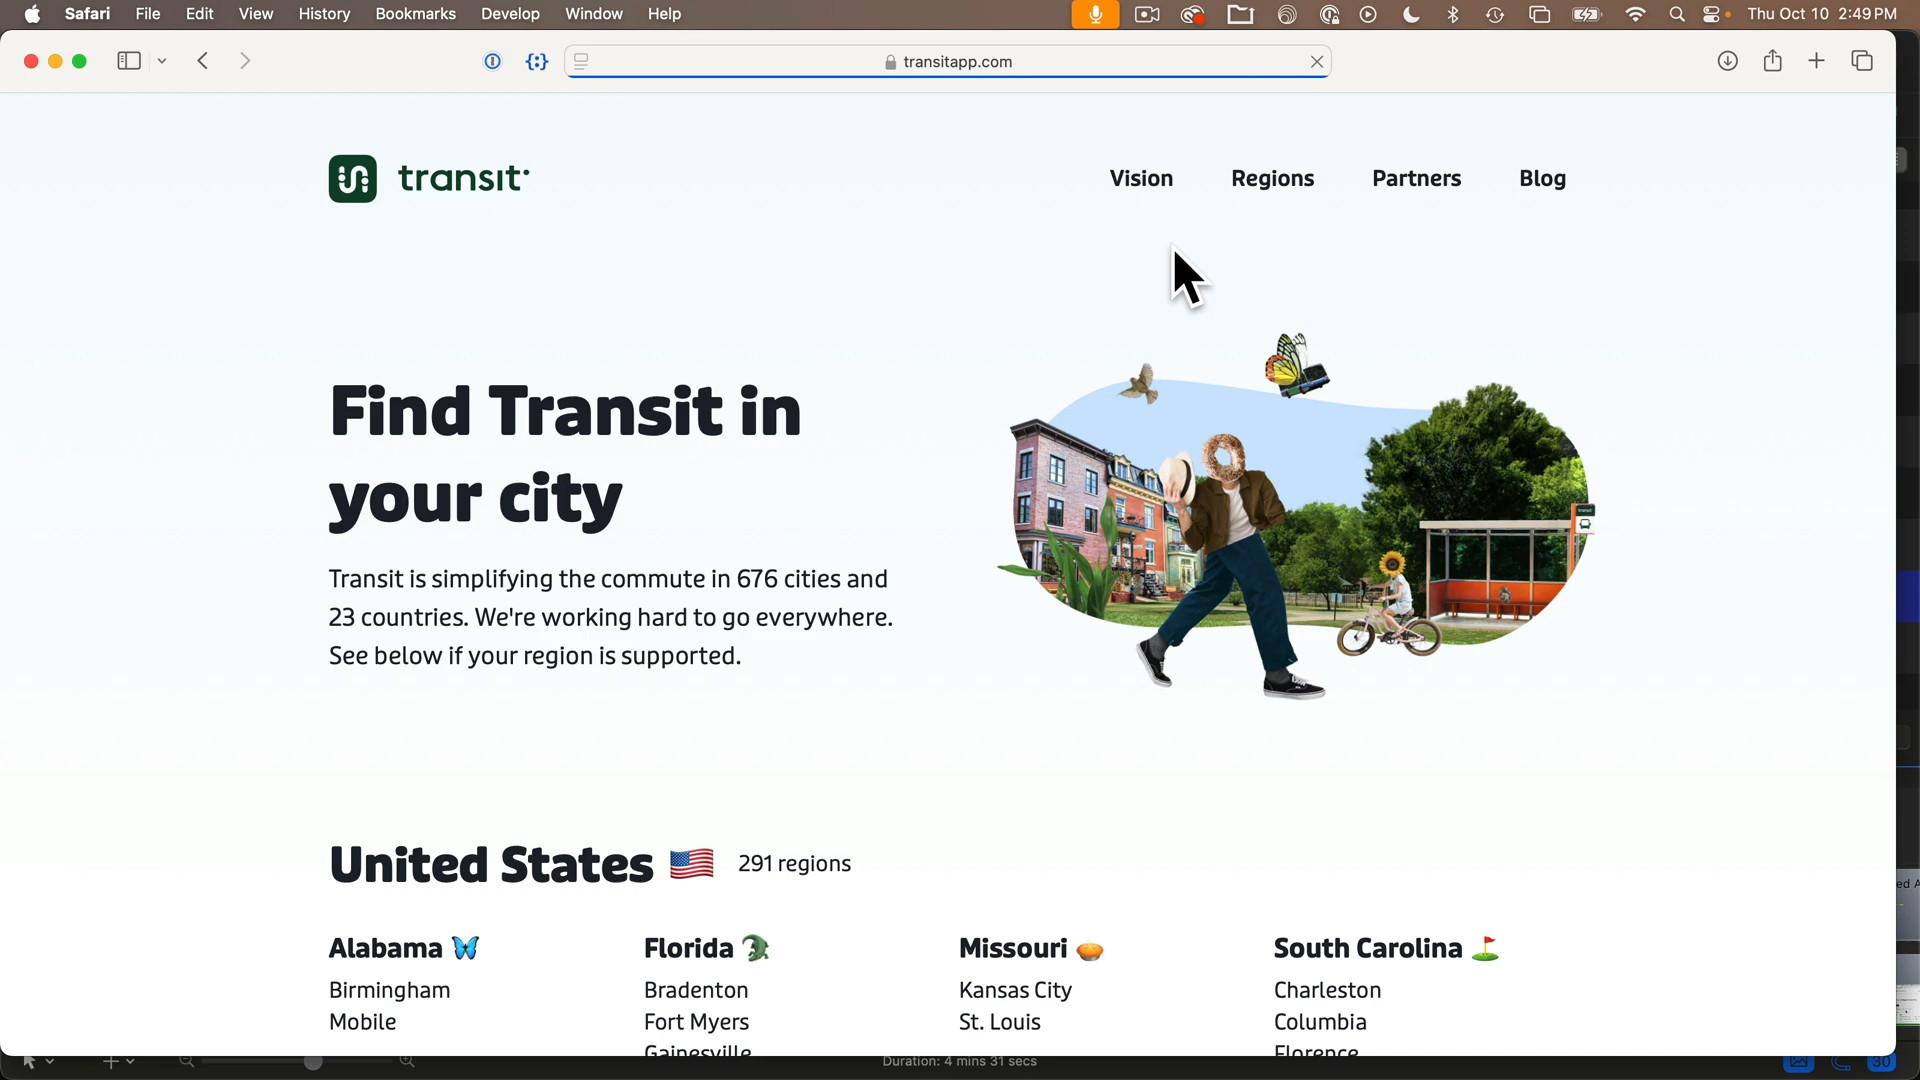 Safari File Edit View History Bookmarks Develop Window Help Thu Oct 10 2:49 PM
transitapp.com
transit
Vision Regions Partners Blog
Find Transit in
your city
Transit is simplifying the commute in 676 cities and
23 countries. We're working hard to go everywhere.
See below if your region is supported.
United States 291 regions
Alabama Florida Missouri South Carolina
Birmingham Bradenton Kansas City Charleston
Mobile Fort Myers St. Louis Columbia
Gainesville Florence
Duration: 4 mins 31 secs
30